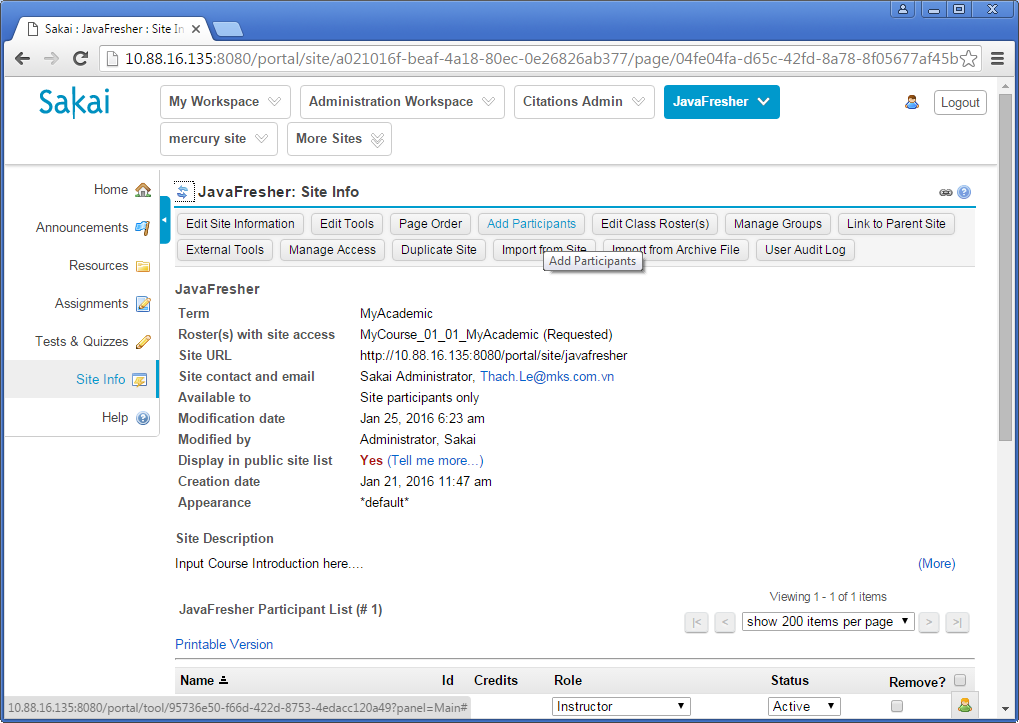 Sakai : JavaFresher : Site In
10.88.16.135:8080/portal/site/a021016f-beaf-4a18-80ec-0e26826ab377/page/04fe04fa-d65c-42fd-8a78-8f05677af45b
Sakai
My Workspace
Administration Workspace
Citations Admin
JavaFresher
Logout
mercury site
More Sites
Home
Announcements
Resources
Assignments
Tests & Quizzes
Site Info
Help
JavaFresher: Site Info
Edit Site Information
Edit Tools
Page Order
Add Participants
Edit Class Roster(s)
Manage Groups
Link to Parent Site
External Tools
Manage Access
Duplicate Site
Import from Site
Import from Archive File
User Audit Log
Add Participants
JavaFresher
Term MyAcademic
Roster(s) with site access MyCourse_01_01_MyAcademic (Requested)
Site URL http://10.88.16.135:8080/portal/site/javafresher
Site contact and email Sakai Administrator, Thach.Le@mks.com.vn
Available to Site participants only
Modification date Jan 25, 2016 6:23 am
Modified by Administrator, Sakai
Display in public site list Yes (Tell me more...)
Creation date Jan 21, 2016 11:47 am
Appearance *default*
Site Description
Input Course Introduction here....
(More)
Viewing 1 - 1 of 1 items
JavaFresher Participant List (# 1)
|< < show 200 items per page > >|
Printable Version
Name Id Credits Role Status Remove?
Instructor Active
10.88.16.135:8080/portal/tool/95736e50-f66d-422d-8753-4edacc120a49?panel=Main#